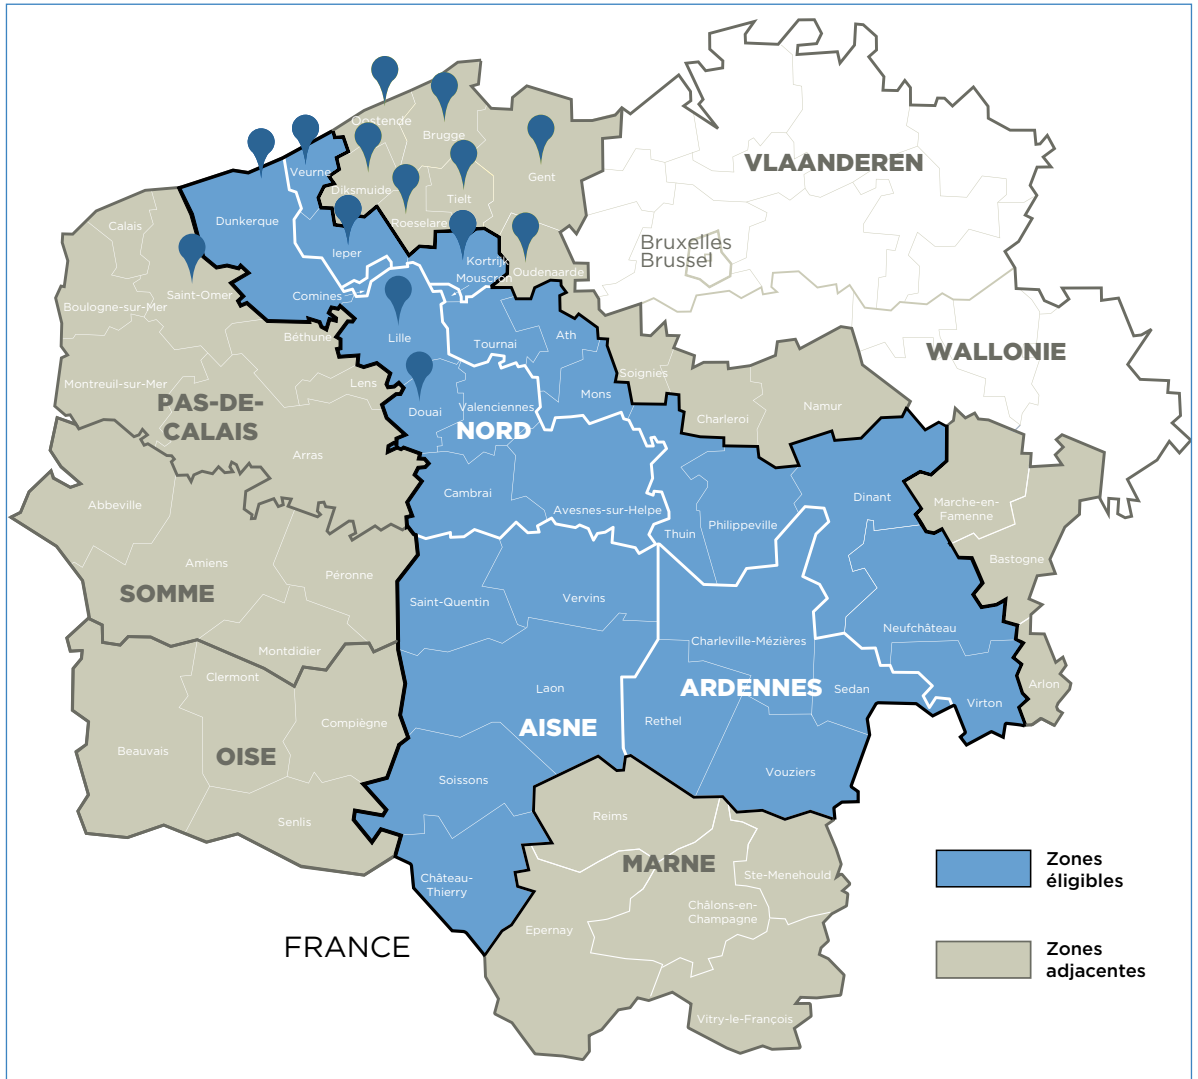 Oostende
Brugge
VLAANDEREN
Veurne
Gent
Diksmuide
Tielt
Calais
Dunkerque
Roeselare
Bruxelles
Brussel
Ieper
Kortrijk
Mouscron
Oudenaarde
Saint-Omer
Comines
Boulogne-sur-Mer
Béthune
Lille
Tournai
Ath
WALLONIE
Soignies
Montreuil-sur-Mer
Lens
Mons
PAS-DE-
CALAIS
Douai
Valenciennes
NORD
Charleroi
Namur
Arras
Cambrai
Avesnes-sur-Helpe
Abbeville
Thuin
Philippeville
Dinant
Marche-en-
Famenne
Bastogne
Amiens
Péronne
SOMME
Saint-Quentin
Vervins
Neufchâteau
Charleville-Mézières
Montdidier
Clermont
Laon
ARDENNES
Sedan
Arlon
Virton
Compiègne
AISNE
Rethel
Beauvais
OISE
Soissons
Vouziers
Senlis
Reims
MARNE
Château-
Thierry
Ste-Menehould
Châlons-en-
Champagne
Epernay
FRANCE
Vitry-le-François
Zones
éligibles
Zones
adjacentes